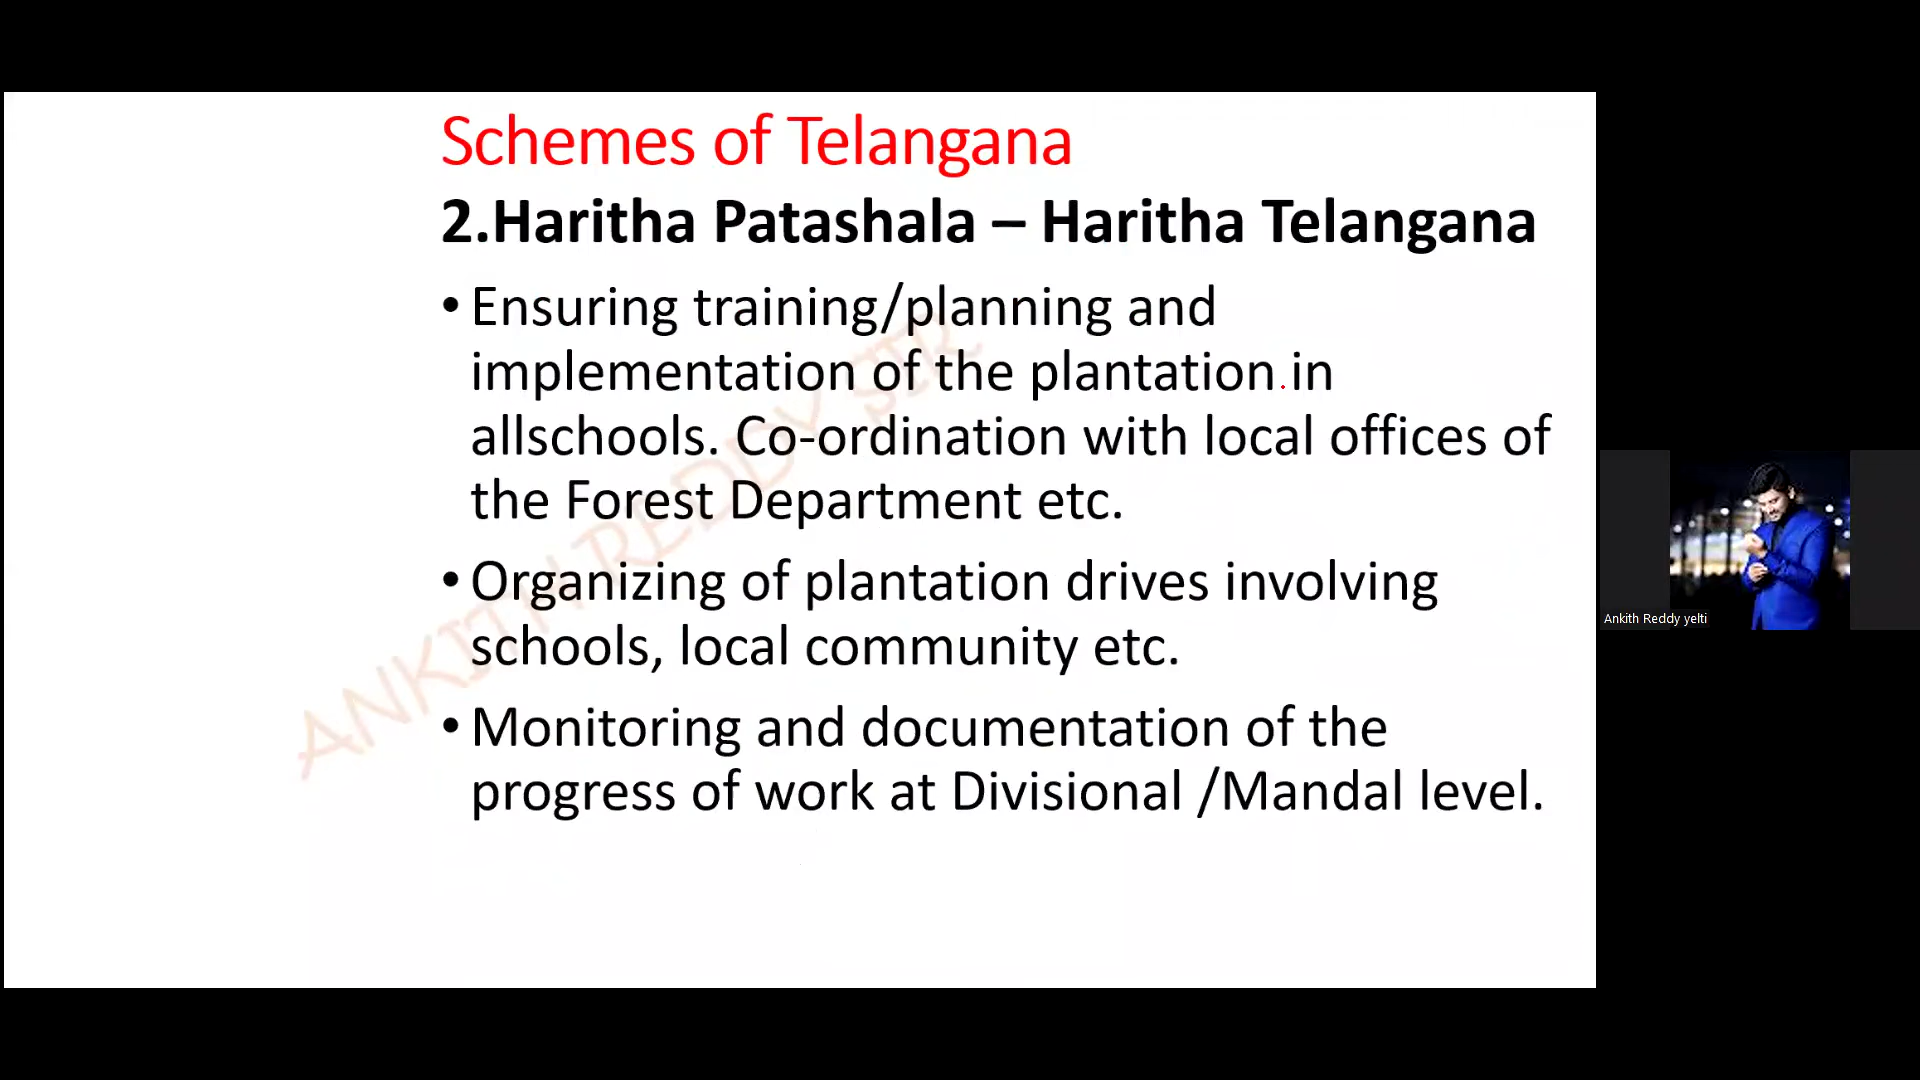 Schemes of Telangana
2.Haritha Patashala – Haritha Telangana
• Ensuring training/planning and
implementation of the plantation in
allschools. Co-ordination with local offices of
the Forest Department etc.
• Organizing of plantation drives involving
schools, local community etc.
• Monitoring and documentation of the
progress of work at Divisional /Mandal level.
ANKITH REDDY SIR
Ankith Reddy yelti